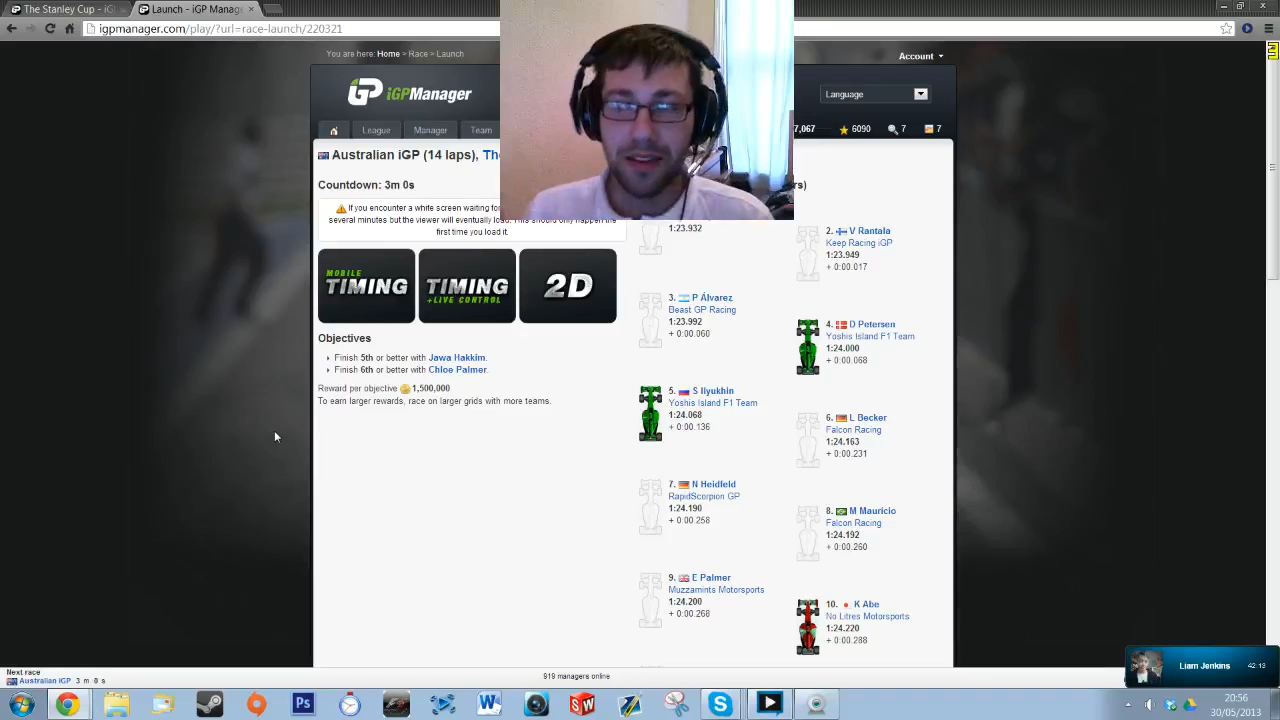 The Stanley Cup - iGP Ma
Launch - iGP Manager
igpmanager.com/play/?url=race-launch/220321
You are here: Home > Race > Launch
Account
iGPManager
Language
League
Manager
Team
7,067
6090
7
7
Australian iGP (14 laps), The
rs)
Countdown: 3m 0s
If you encounter a white screen waiting for
several minutes but the viewer will eventually load. This should only happen the
first time you load it.
MOBILE
TIMING
TIMING
+LIVE CONTROL
2D
Objectives
Finish 5th or better with Jawa Hakkim.
Finish 6th or better with Chloe Palmer.
Reward per objective 1,500,000
To earn larger rewards, race on larger grids with more teams.
1:23.932
2. V Rantala
Keep Racing iGP
1:23.949
+ 0:00.017
3. P Álvarez
Beast GP Racing
1:23.992
+ 0:00.060
4. D Petersen
Yoshis Island F1 Team
1:24.000
+ 0:00.068
5. S Ilyukhin
Yoshis Island F1 Team
1:24.068
+ 0:00.136
6. L Becker
Falcon Racing
1:24.163
+ 0:00.231
7. N Heidfeld
RapidScorpion GP
1:24.190
+ 0:00.258
8. M Maurício
Falcon Racing
1:24.192
+ 0:00.260
9. E Palmer
Muzzamints Motorsports
1:24.200
+ 0:00.268
10. K Abe
No Litres Motorsports
1:24.220
+ 0:00.288
Next race
Australian iGP 3 m 0 s
919 managers online
Liam Jenkins
42:13
20:56
30/05/2013